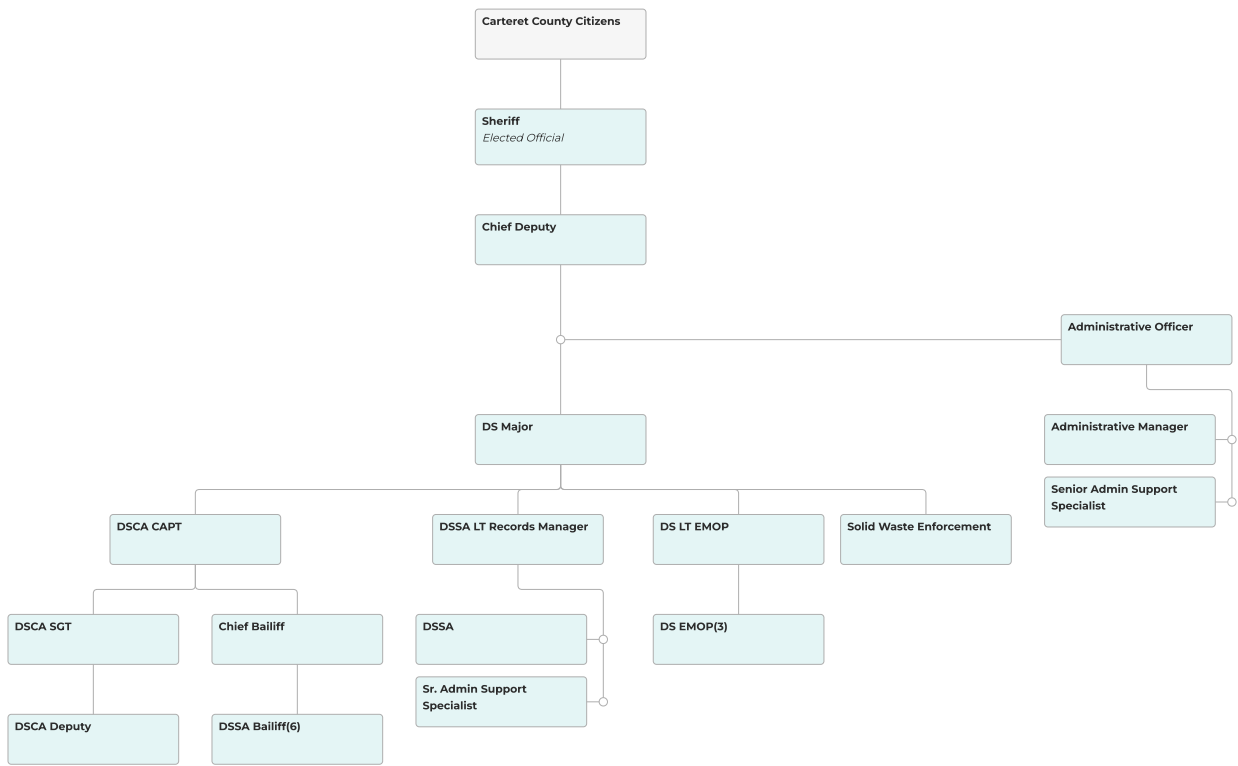 Carteret County Citizens
Sheriff
Elected Official
Chief Deputy
Administrative Officer
DS Major
Administrative Manager
Senior Admin Support
Specialist
DSCA CAPT
DSSA LT Records Manager
DS LT EMOP
Solid Waste Enforcement
DSCA SGT
Chief Bailiff
DSSA
DS EMOP(3)
Sr. Admin Support
Specialist
DSCA Deputy
DSSA Bailiff(6)